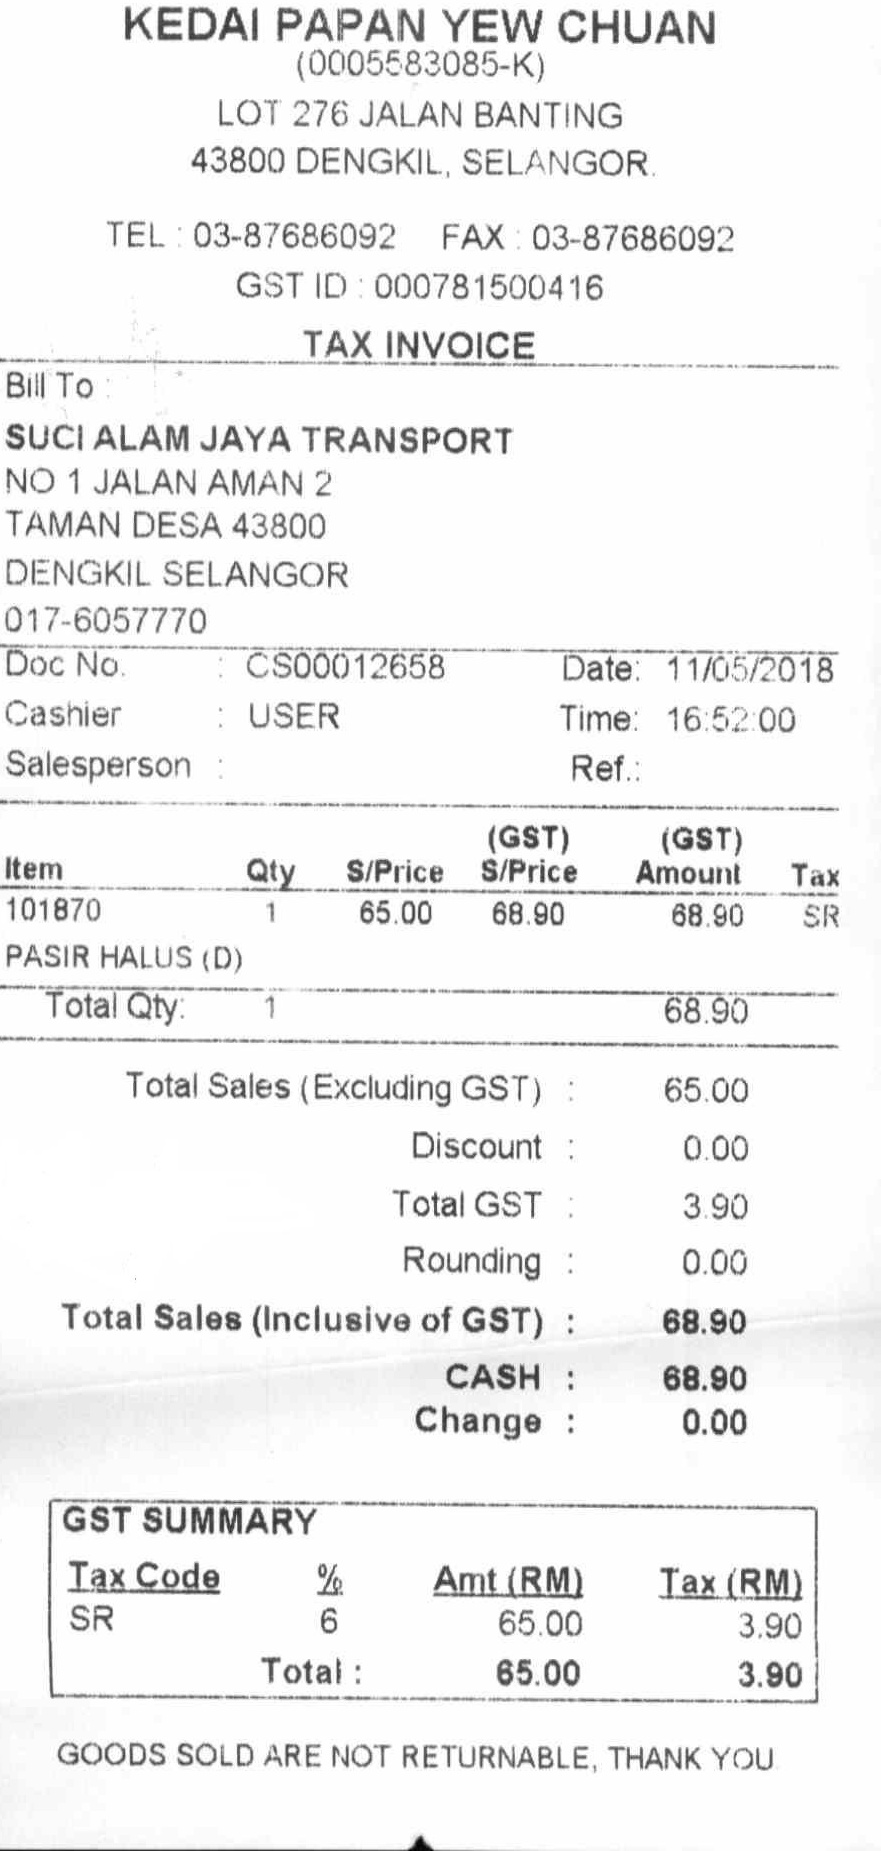 KEDAI PAPAN YEW CHUAN
(0005583085-K)
LOT 276 JALAN BANTING
43800 DENGKIL, SELANGOR.
TEL : 03-87686092 FAX : 03-87686092
GST ID : 000781500416
TAX INVOICE
Bill To :
SUCI ALAM JAYA TRANSPORT
NO 1 JALAN AMAN 2
TAMAN DESA 43800
DENGKIL SELANGOR
017-6057770
Doc No. : CS00012658 Date: 11/05/2018
Cashier : USER Time: 16:52:00
Salesperson : Ref.:
(GST) (GST)
Item Qty S/Price S/Price Amount Tax
101870 1 65.00 68.90 68.90 SR
PASIR HALUS (D)
Total Qty: 1 68.90
Total Sales (Excluding GST) : 65.00
Discount : 0.00
Total GST : 3.90
Rounding : 0.00
Total Sales (Inclusive of GST) : 68.90
CASH : 68.90
Change : 0.00
GST SUMMARY
Tax Code % Amt (RM) Tax (RM)
SR 6 65.00 3.90
Total : 65.00 3.90
GOODS SOLD ARE NOT RETURNABLE, THANK YOU